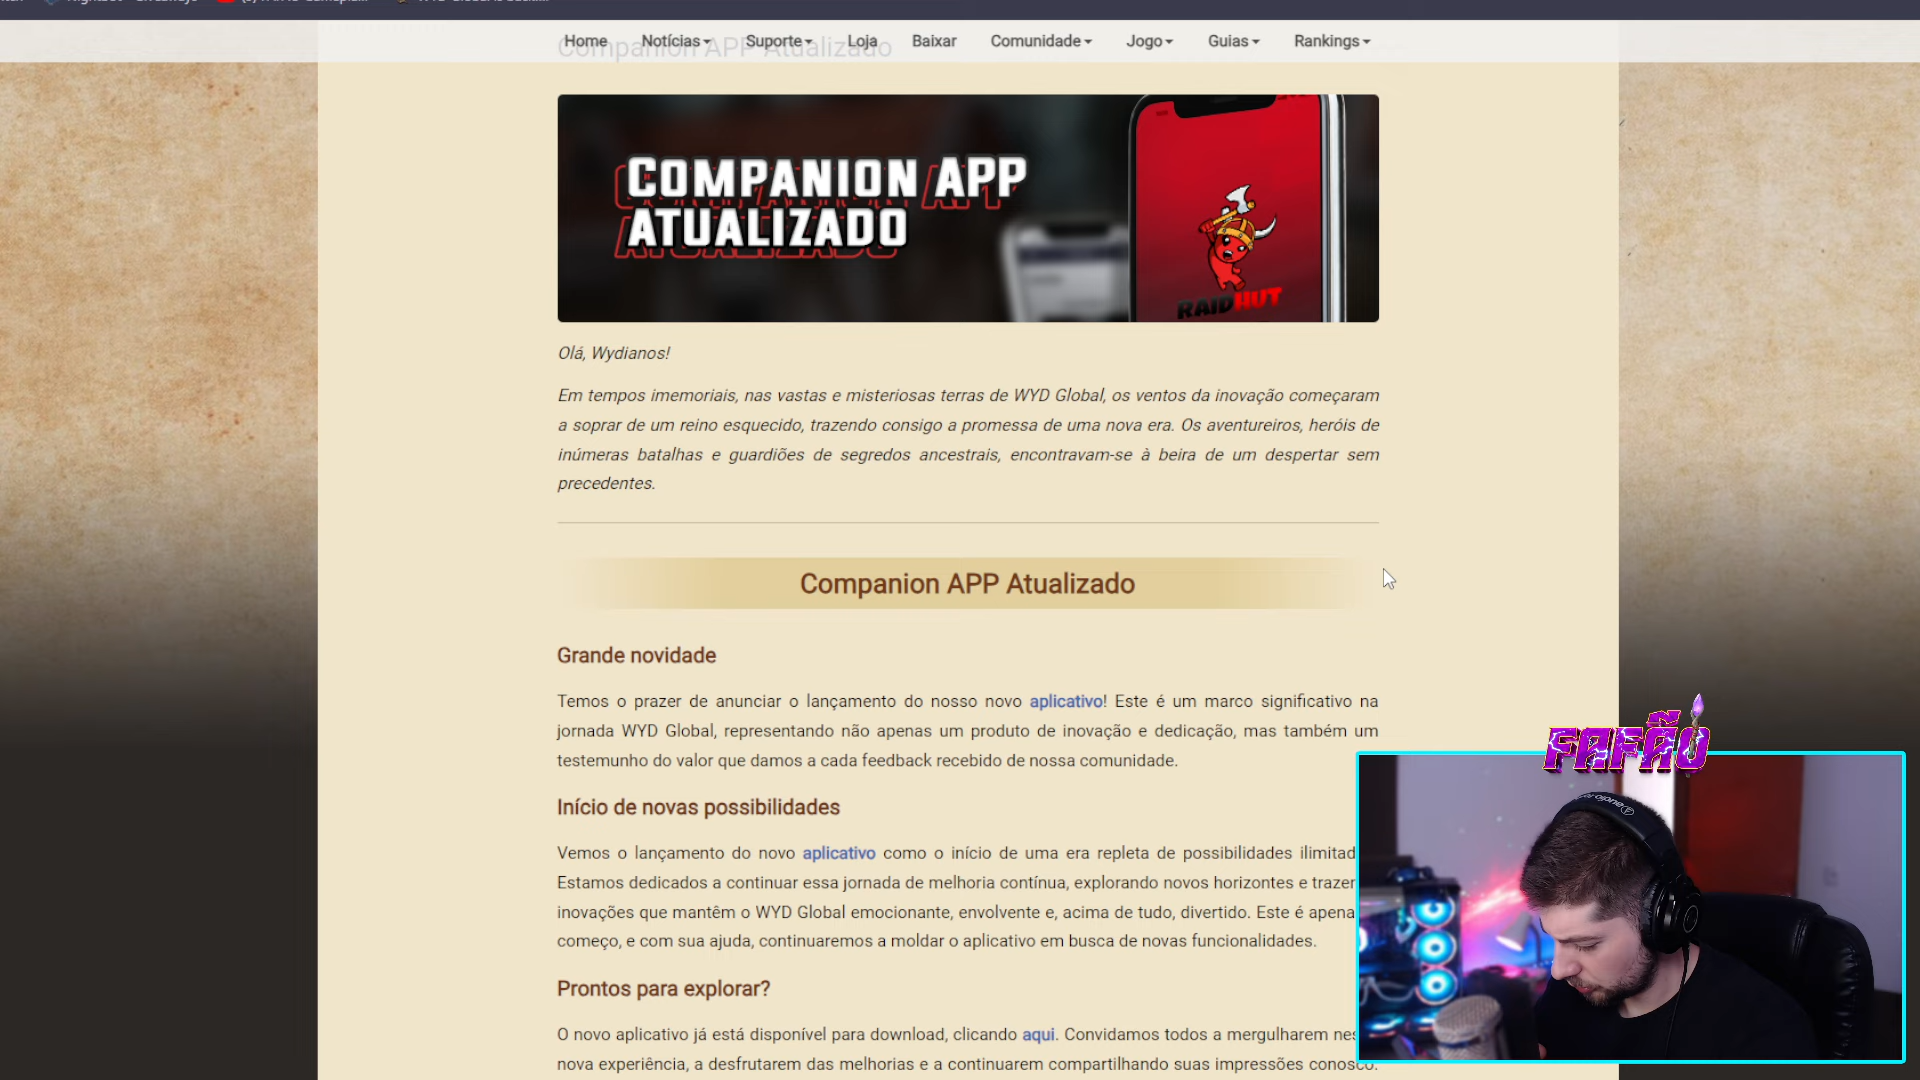 Home Notícias Suporte Loja Baixar Comunidade Jogo Guias Rankings
Companion APP Atualizado
COMPANION APP
ATUALIZADO
RAIDHUT
Olá, Wydianos!
Em tempos imemoriais, nas vastas e misteriosas terras de WYD Global, os ventos da inovação começaram
a soprar de um reino esquecido, trazendo consigo a promessa de uma nova era. Os aventureiros, heróis de
inúmeras batalhas e guardiões de segredos ancestrais, encontravam-se à beira de um despertar sem
precedentes.
Companion APP Atualizado
Grande novidade
Temos o prazer de anunciar o lançamento do nosso novo aplicativo! Este é um marco significativo na
jornada WYD Global, representando não apenas um produto de inovação e dedicação, mas também um
testemunho do valor que damos a cada feedback recebido de nossa comunidade.
Início de novas possibilidades
Vemos o lançamento do novo aplicativo como o início de uma era repleta de possibilidades ilimitad
Estamos dedicados a continuar essa jornada de melhoria contínua, explorando novos horizontes e trazer
inovações que mantêm o WYD Global emocionante, envolvente e, acima de tudo, divertido. Este é apena
começo, e com sua ajuda, continuaremos a moldar o aplicativo em busca de novas funcionalidades.
Prontos para explorar?
O novo aplicativo já está disponível para download, clicando aqui. Convidamos todos a mergulharem nes
nova experiência, a desfrutarem das melhorias e a continuarem compartilhando suas impressões conosco.
FAFÃO